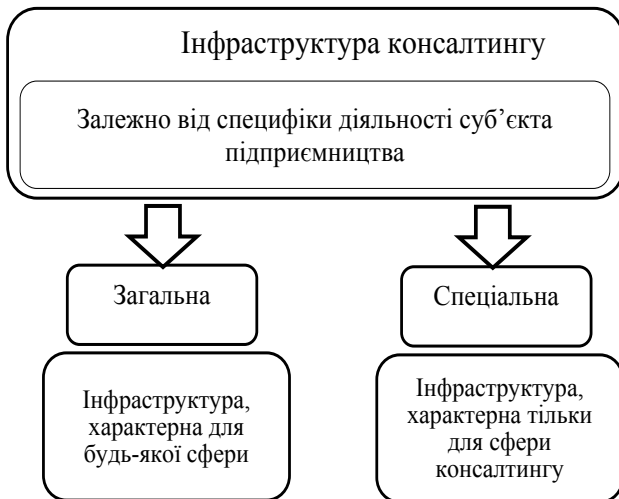 Інфраструктура консалтингу
Залежно від специфіки діяльності суб’єкта
підприємництва
Загальна
Спеціальна
Інфраструктура,
характерна для
будь-якої сфери
Інфраструктура,
характерна тільки
для сфери
консалтингу